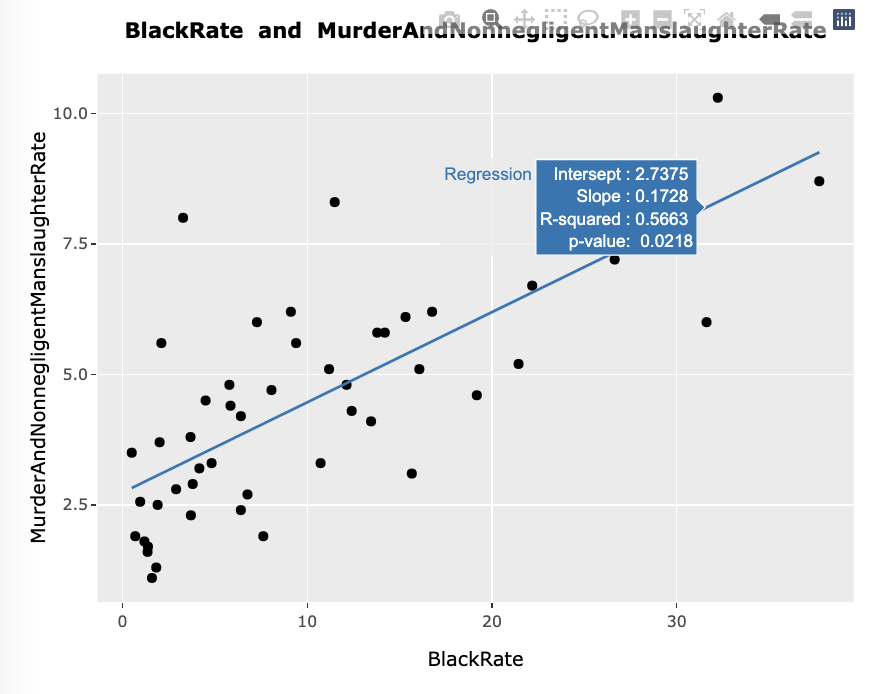 BlackRate and MurderAndNonnegligentManslaughterRate
MurderAndNonnegligentManslaughterRate
10.0
7.5
5.0
2.5
Regression
Intersept : 2.7375
Slope : 0.1728
R-squared : 0.5663
p-value: 0.0218
0 10 20 30
BlackRate